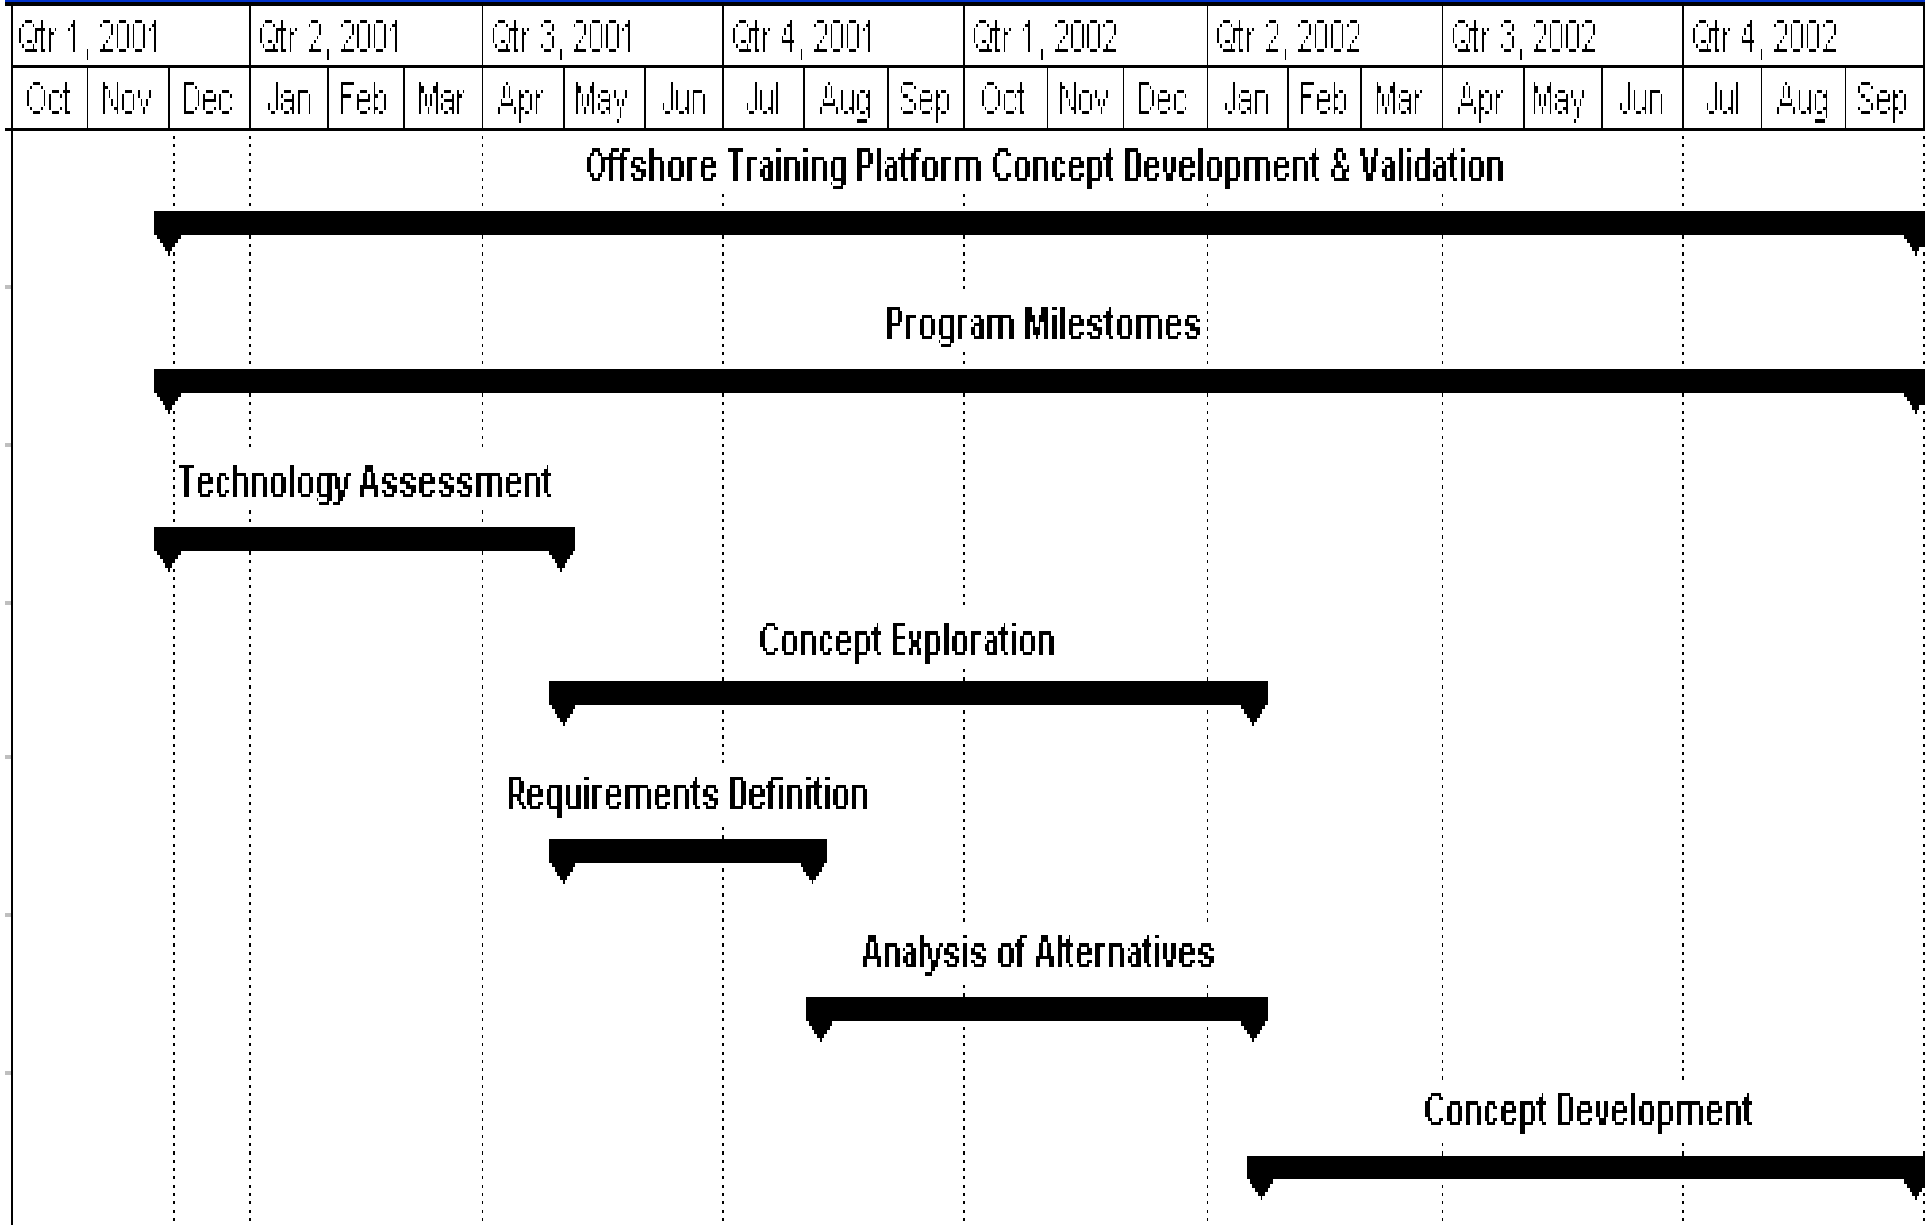 Qtr 1, 2001 Qtr 2, 2001 Qtr 3, 2001 Qtr 4, 2001 Qtr 1, 2002 Qtr 2, 2002 Qtr 3, 2002 Qtr 4, 2002
Oct Nov Dec Jan Feb Mar Apr May Jun Jul Aug Sep Oct Nov Dec Jan Feb Mar Apr May Jun Jul Aug Sep
Offshore Training Platform Concept Development & Validation
Program Milestomes
Technology Assessment
Concept Exploration
Requirements Definition
Analysis of Alternatives
Concept Development